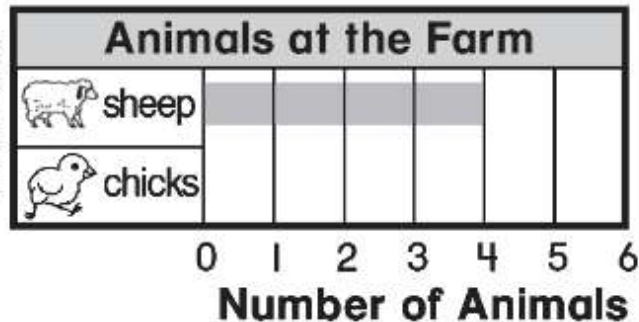 Animals at the Farm
sheep
chicks
0 1 2 3 4 5 6
Number of Animals